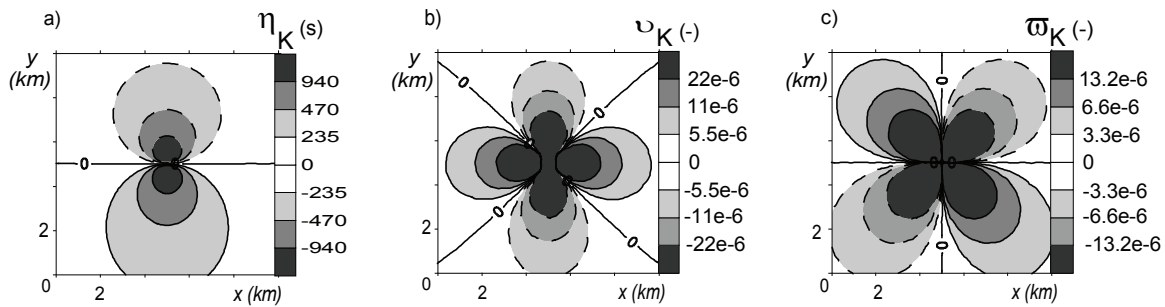 a)
η_K (s)
y
(km)
940
470
235
0
-235
-470
-940
0
0
2
0
2
x (km)
b)
K (-)
y
(km)
22e-6
11e-6
5.5e-6
0
-5.5e-6
-11e-6
-22e-6
0
0
0
0
2
0
2
x (km)
c)
ϖ_K (-)
y
(km)
13.2e-6
6.6e-6
3.3e-6
0
-3.3e-6
-6.6e-6
-13.2e-6
0
0
0
0
2
0
2
x (km)